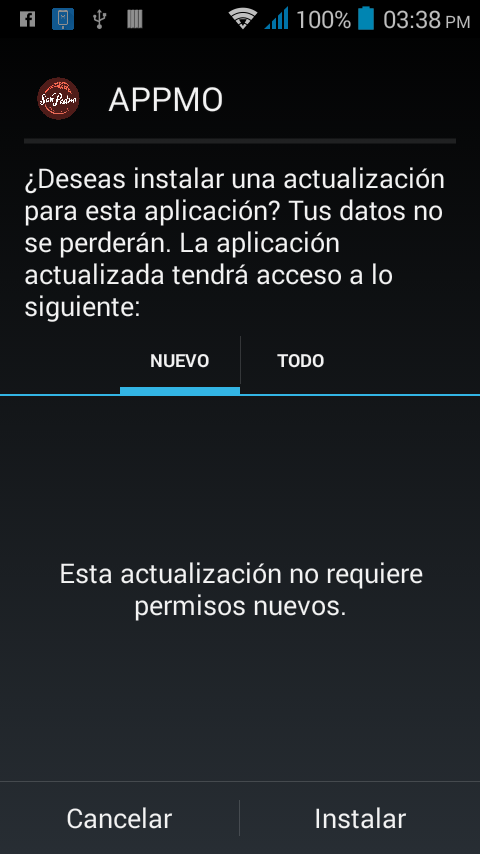 100% 03:38 PM
San Pedro
APPMO
¿Deseas instalar una actualización
para esta aplicación? Tus datos no
se perderán. La aplicación
actualizada tendrá acceso a lo
siguiente:
NUEVO TODO
Esta actualización no requiere
permisos nuevos.
Cancelar Instalar